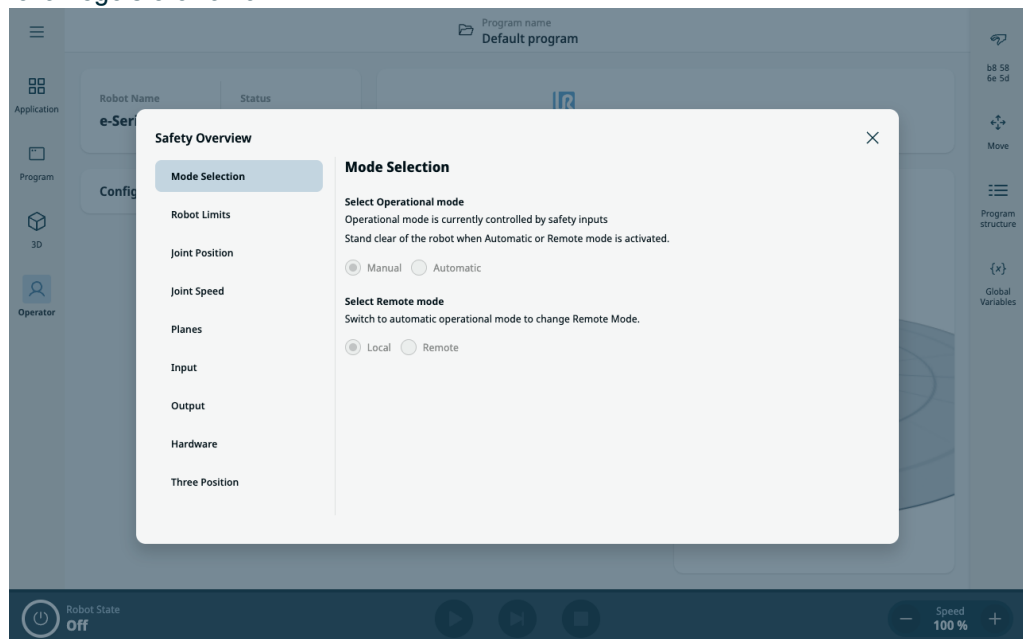 Program name
Default program
Application
Program
3D
Operator
Robot Name
Status
e-Seri
Config
Safety Overview
Mode Selection
Robot Limits
Joint Position
Joint Speed
Planes
Input
Output
Hardware
Three Position
Mode Selection
Select Operational mode
Operational mode is currently controlled by safety inputs
Stand clear of the robot when Automatic or Remote mode is activated.
Manual Automatic
Select Remote mode
Switch to automatic operational mode to change Remote Mode.
Local Remote
b8 58
6e 5d
Move
Program
structure
{x}
Global
Variables
Robot State
Off
Speed
100 %